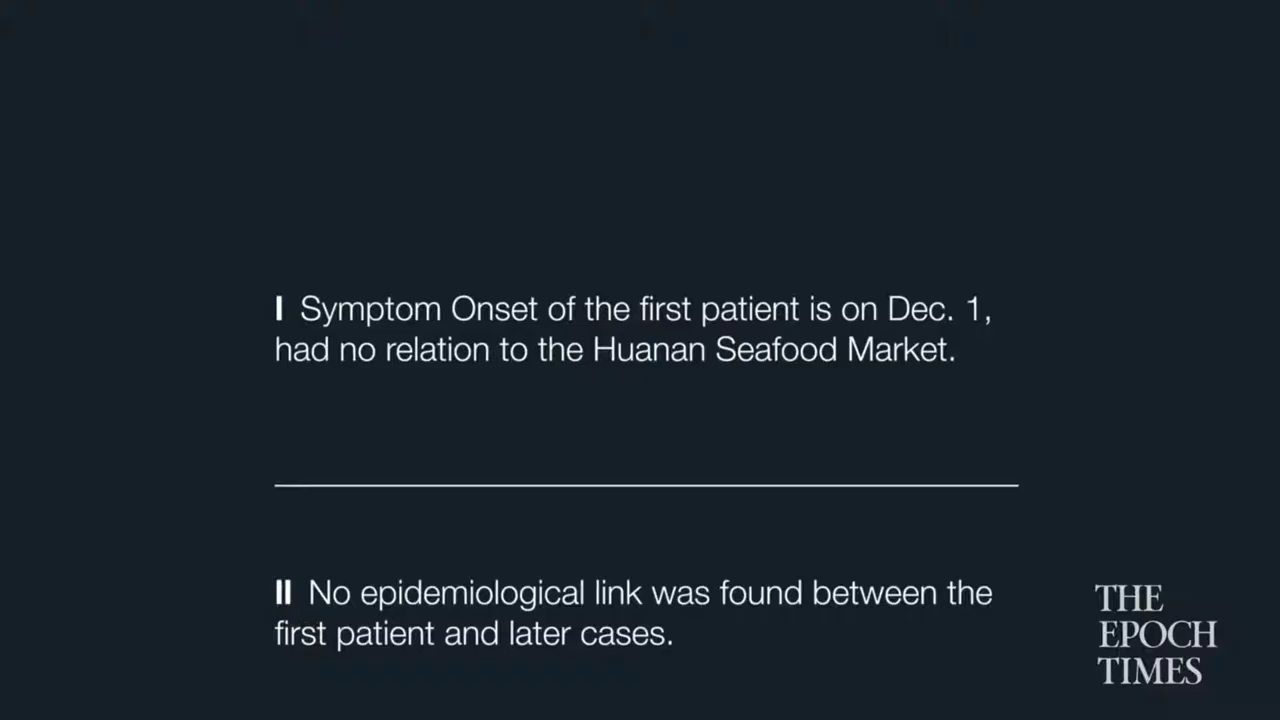 I Symptom Onset of the first patient is on Dec. 1,
had no relation to the Huanan Seafood Market.
II No epidemiological link was found between the
first patient and later cases.
THE
EPOCH
TIMES